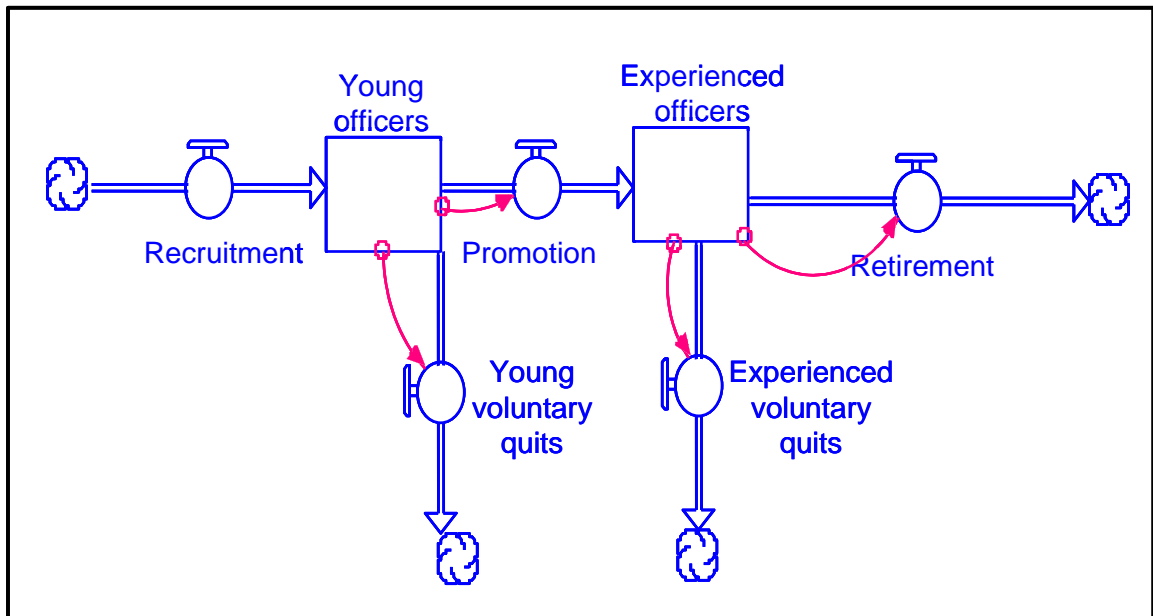 Young
officers
Experienced
officers
Recruitment
Promotion
Retirement
Young
voluntary
quits
Experienced
voluntary
quits